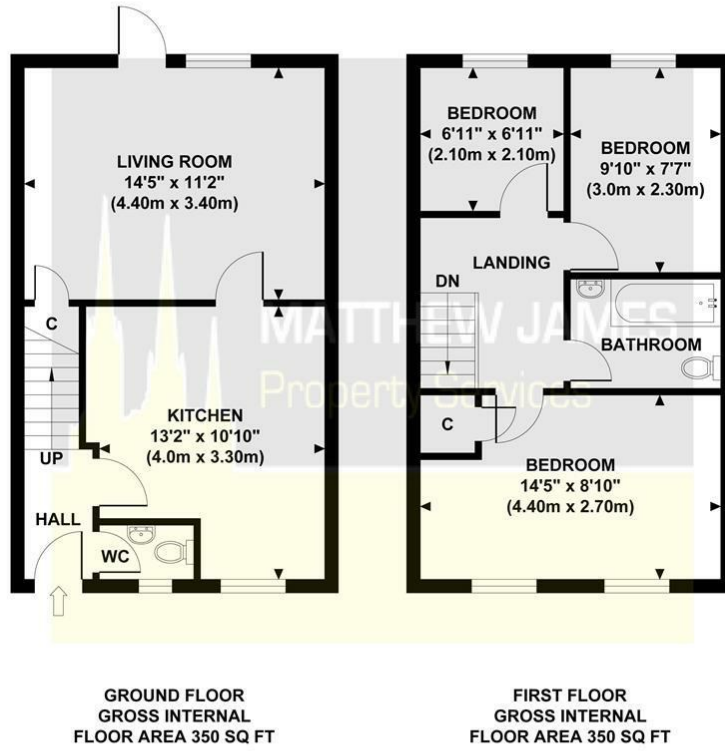 LIVING ROOM
14'5" x 11'2"
(4.40m x 3.40m)
C
UP
KITCHEN
13'2" x 10'10"
(4.0m x 3.30m)
HALL
WC
GROUND FLOOR
GROSS INTERNAL
FLOOR AREA 350 SQ FT
BEDROOM
6'11" x 6'11"
(2.10m x 2.10m)
BEDROOM
9'10" x 7'7"
(3.0m x 2.30m)
LANDING
DN
BATHROOM
C
BEDROOM
14'5" x 8'10"
(4.40m x 2.70m)
FIRST FLOOR
GROSS INTERNAL
FLOOR AREA 350 SQ FT
MATTHEW JAMES
Property Services